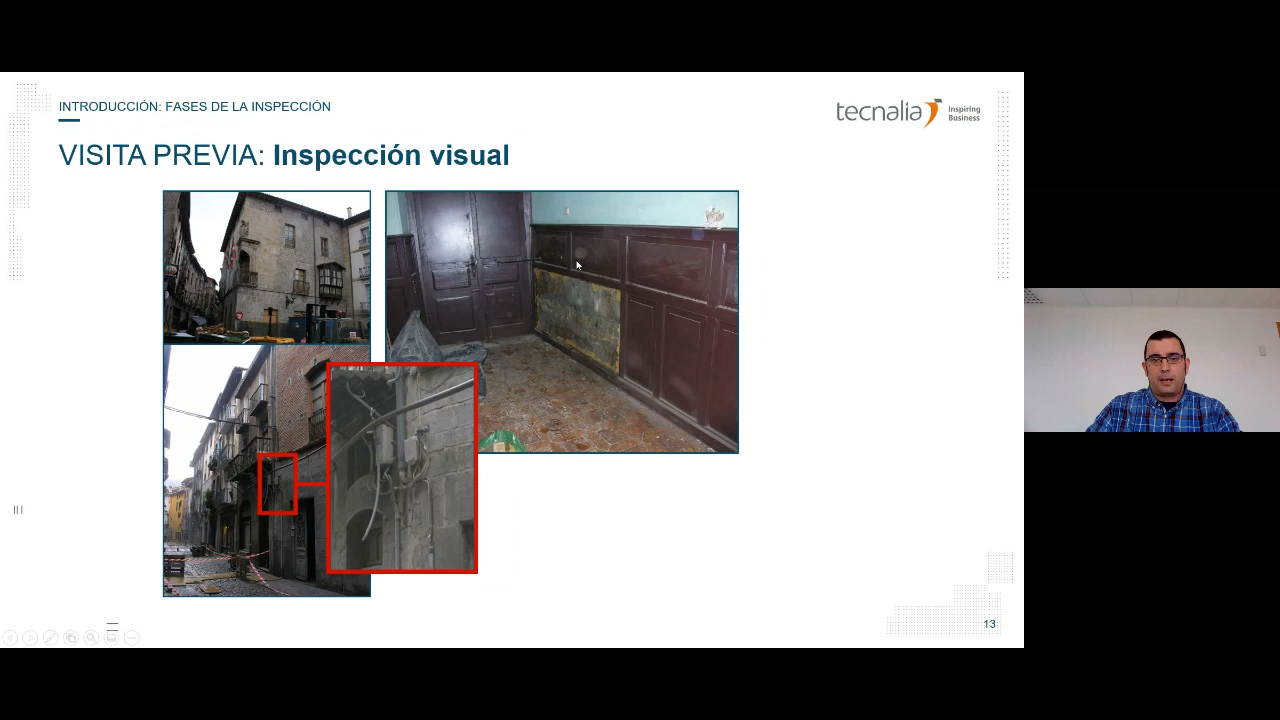 INTRODUCCIÓN: FASES DE LA INSPECCIÓN
tecnalia Inspiring
Business
VISITA PREVIA: Inspección visual
13